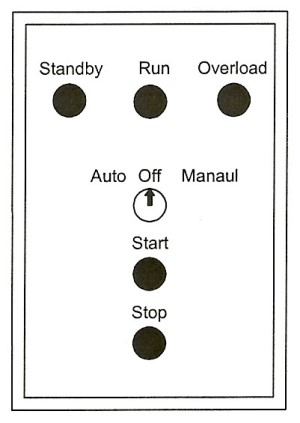 Standby Run Overload
Auto Off Manaul
Start
Stop